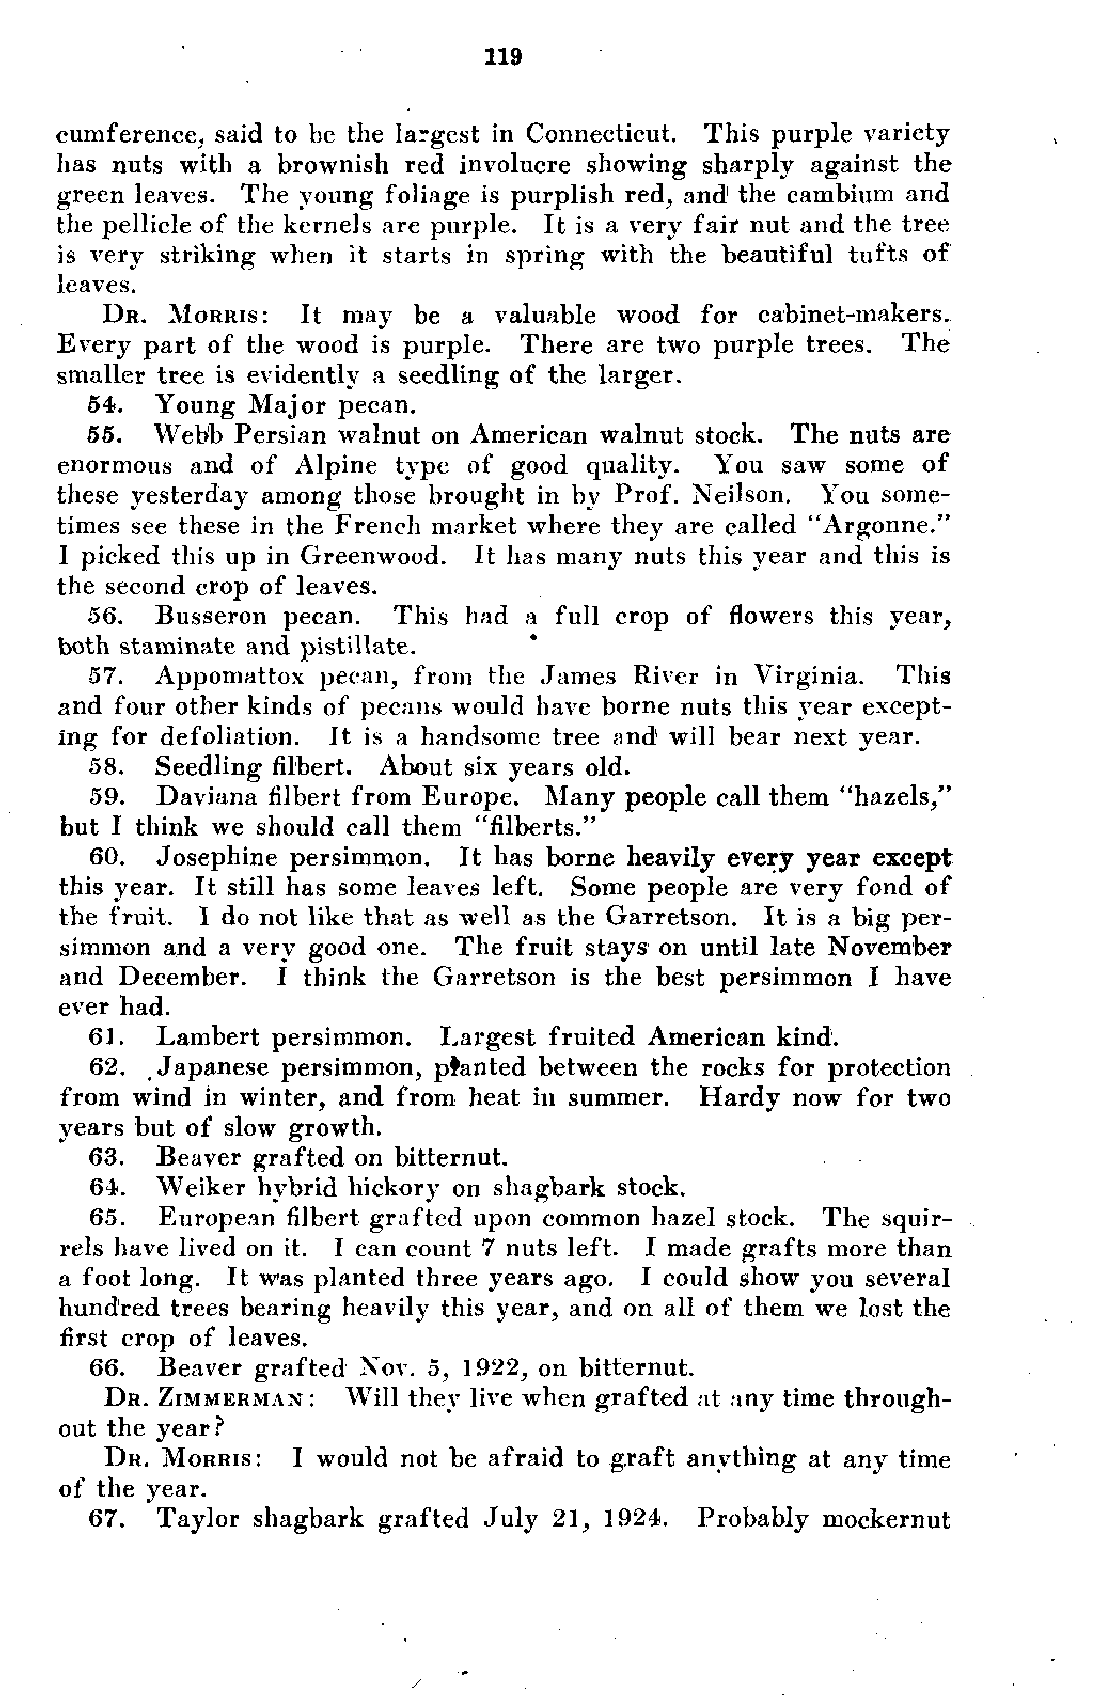 119
cumference, said to be the largest in Connecticut. This purple variety
has nuts with a brownish red involucre showing sharply against the
green leaves. The young foliage is purplish red, and the cambium and
the pellicle of the kernels are purple. It is a very fair nut and the tree
is very striking when it starts in spring with the beautiful tufts of
leaves.
DR. MORRIS: It may be a valuable wood for cabinet-makers.
Every part of the wood is purple. There are two purple trees. The
smaller tree is evidently a seedling of the larger.
54. Young Major pecan.
55. Webb Persian walnut on American walnut stock. The nuts are
enormous and of Alpine type of good quality. You saw some of
these yesterday among those brought in by Prof. Neilson. You some-
times see these in the French market where they are called "Argonne."
I picked this up in Greenwood. It has many nuts this year and this is
the second crop of leaves.
56. Busseron pecan. This had a full crop of flowers this year,
both staminate and pistillate.
57. Appomattox pecan, from the James River in Virginia. This
and four other kinds of pecans would have borne nuts this year except-
ing for defoliation. It is a handsome tree and will bear next year.
58. Seedling filbert. About six years old.
59. Daviana filbert from Europe. Many people call them "hazels,"
but I think we should call them "filberts."
60. Josephine persimmon. It has borne heavily every year except
this year. It still has some leaves left. Some people are very fond of
the fruit. I do not like that as well as the Garretson. It is a big per-
simmon and a very good one. The fruit stays on until late November
and December. I think the Garretson is the best persimmon I have
ever had.
61. Lambert persimmon. Largest fruited American kind.
62. Japanese persimmon, planted between the rocks for protection
from wind in winter, and from heat in summer. Hardy now for two
years but of slow growth.
63. Beaver grafted on bitternut.
64. Weiker hybrid hickory on shagbark stock.
65. European filbert grafted upon common hazel stock. The squir-
rels have lived on it. I can count 7 nuts left. I made grafts more than
a foot long. It was planted three years ago. I could show you several
hundred trees bearing heavily this year, and on all of them we lost the
first crop of leaves.
66. Beaver grafted Nov. 5, 1922, on bitternut.
DR. ZIMMERMAN: Will they live when grafted at any time through-
out the year?
DR. MORRIS: I would not be afraid to graft anything at any time
of the year.
67. Taylor shagbark grafted July 21, 1924. Probably mockernut